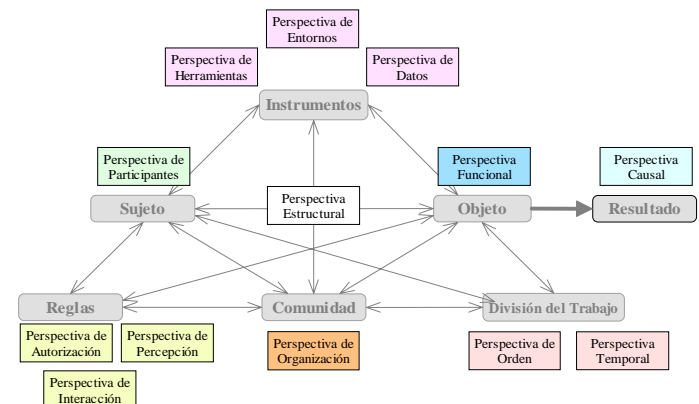 Perspectiva de
Entornos
Perspectiva de
Herramientas
Perspectiva de
Datos
Instrumentos
Perspectiva de
Participantes
Perspectiva
Funcional
Perspectiva
Causal
Sujeto
Perspectiva
Estructural
Objeto
Resultado
Reglas
Comunidad
División del Trabajo
Perspectiva de
Autorización
Perspectiva de
Percepción
Perspectiva de
Organización
Perspectiva de
Orden
Perspectiva
Temporal
Perspectiva de
Interacción